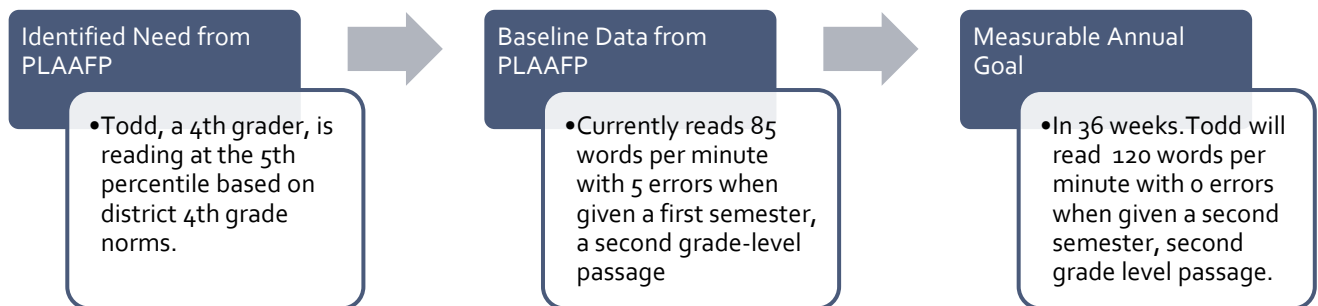 Identified Need from
PLAAFP
•Todd, a 4th grader, is
reading at the 5th
percentile based on
district 4th grade
norms.
Baseline Data from
PLAAFP
•Currently reads 85
words per minute
with 5 errors when
given a first semester,
a second grade-level
passage
Measurable Annual
Goal
•In 36 weeks.Todd will
read  120 words per
minute with 0 errors
when given a second
semester, second
grade level passage.